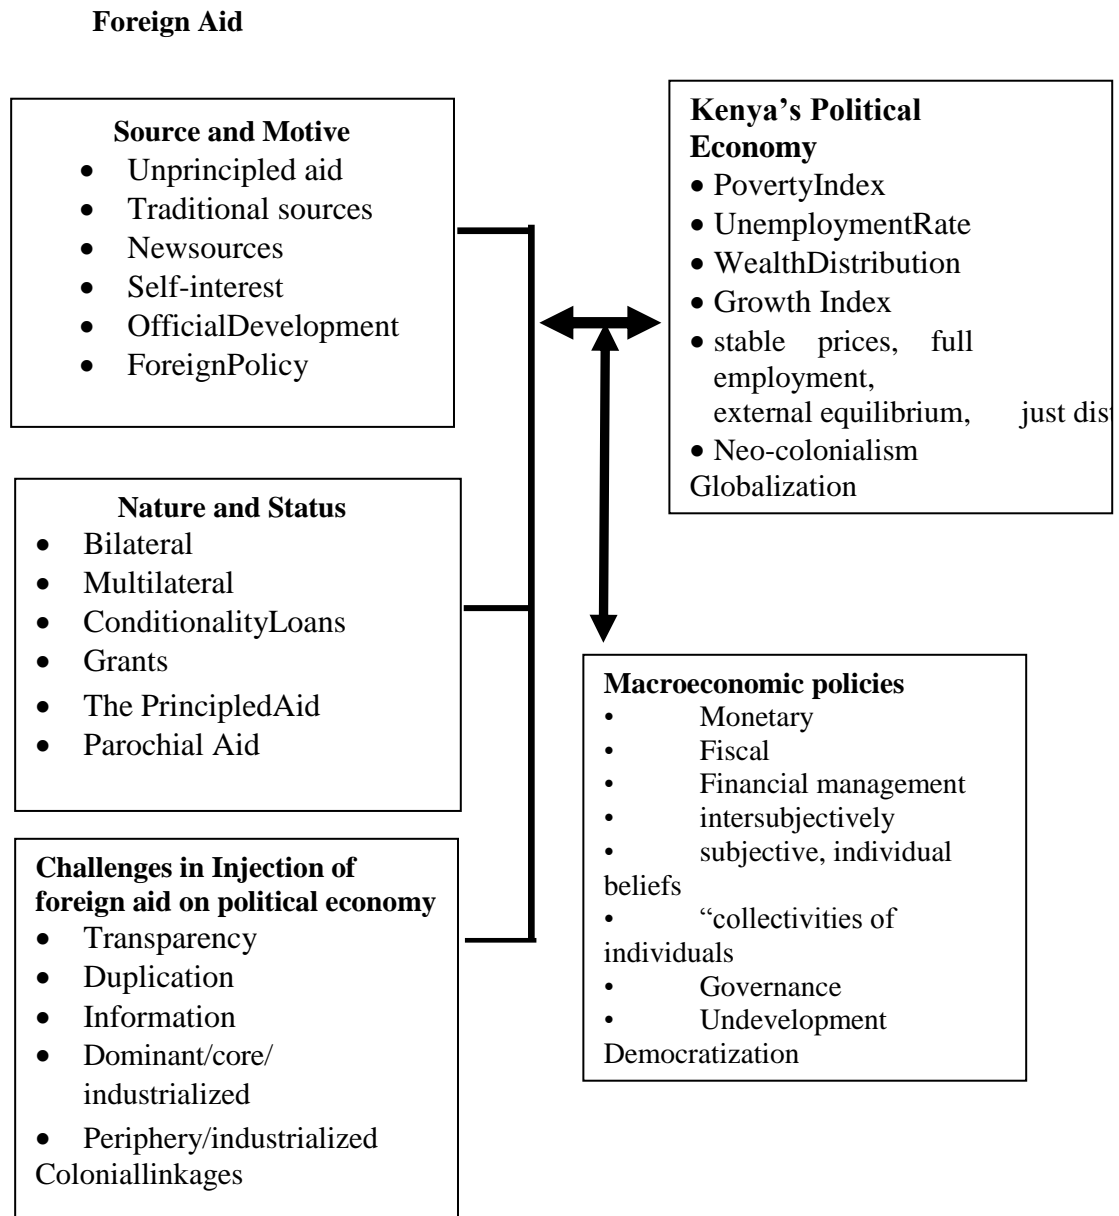 Foreign Aid
Source and Motive
• Unprincipled aid
• Traditional sources
• Newsources
• Self-interest
• OfficialDevelopment
• ForeignPolicy
Nature and Status
• Bilateral
• Multilateral
• ConditionalityLoans
• Grants
• The PrincipledAid
• Parochial Aid
Challenges in Injection of
foreign aid on political economy
• Transparency
• Duplication
• Information
• Dominant/core/
industrialized
• Periphery/industrialized
Coloniallinkages
Kenya’s Political
Economy
• PovertyIndex
• UnemploymentRate
• WealthDistribution
• Growth Index
• stable prices, full
employment,
external equilibrium, just
• Neo-colonialism
Globalization
Macroeconomic policies
• Monetary
• Fiscal
• Financial management
• intersubjectively
• subjective, individual
beliefs
• “collectivities of
individuals
• Governance
• Undevelopment
Democratization